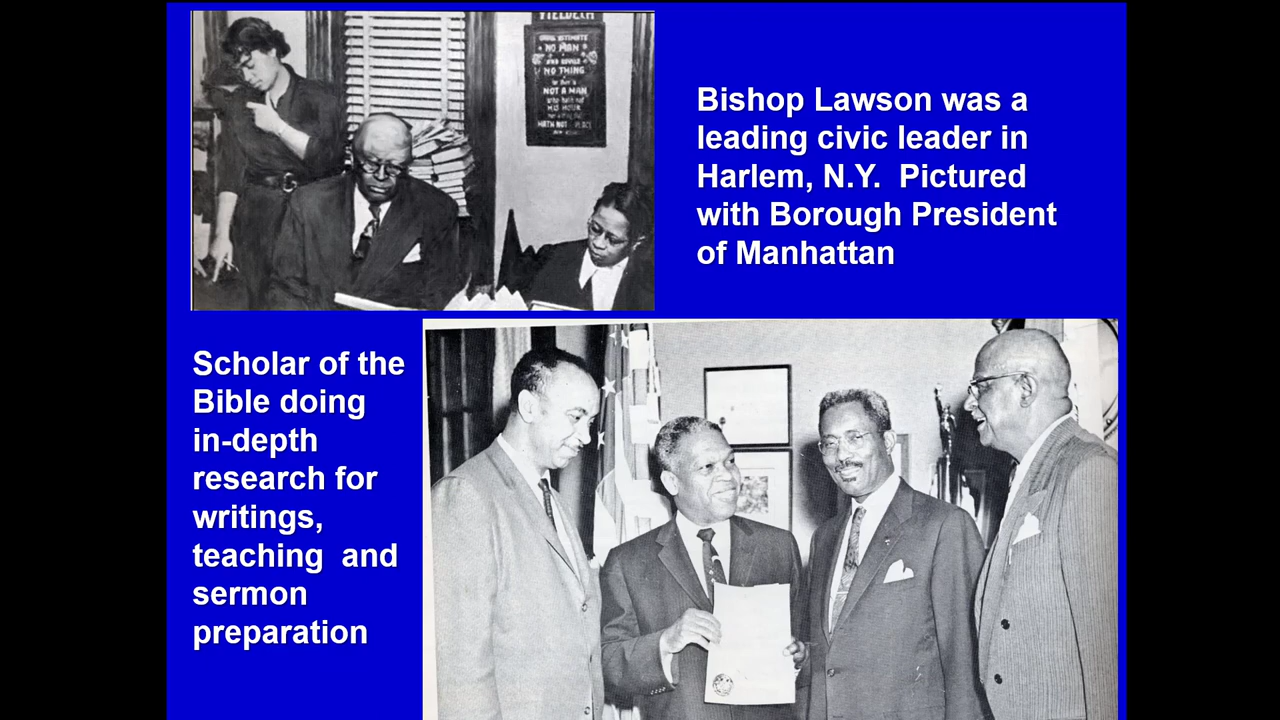 NO MAN
NO THING
NOT A MAN
Bishop Lawson was a
leading civic leader in
Harlem, N.Y.  Pictured
with Borough President
of Manhattan
Scholar of the
Bible doing
in-depth
research for
writings,
teaching  and
sermon
preparation